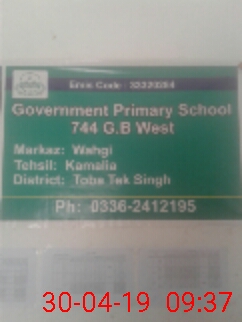 Government Primary School
744 G.B West
Markaz: Wahgi
Tehsil: Kamalia
District: Toba Tek Singh
Ph: 0336-2412195
30-04-19 09:37